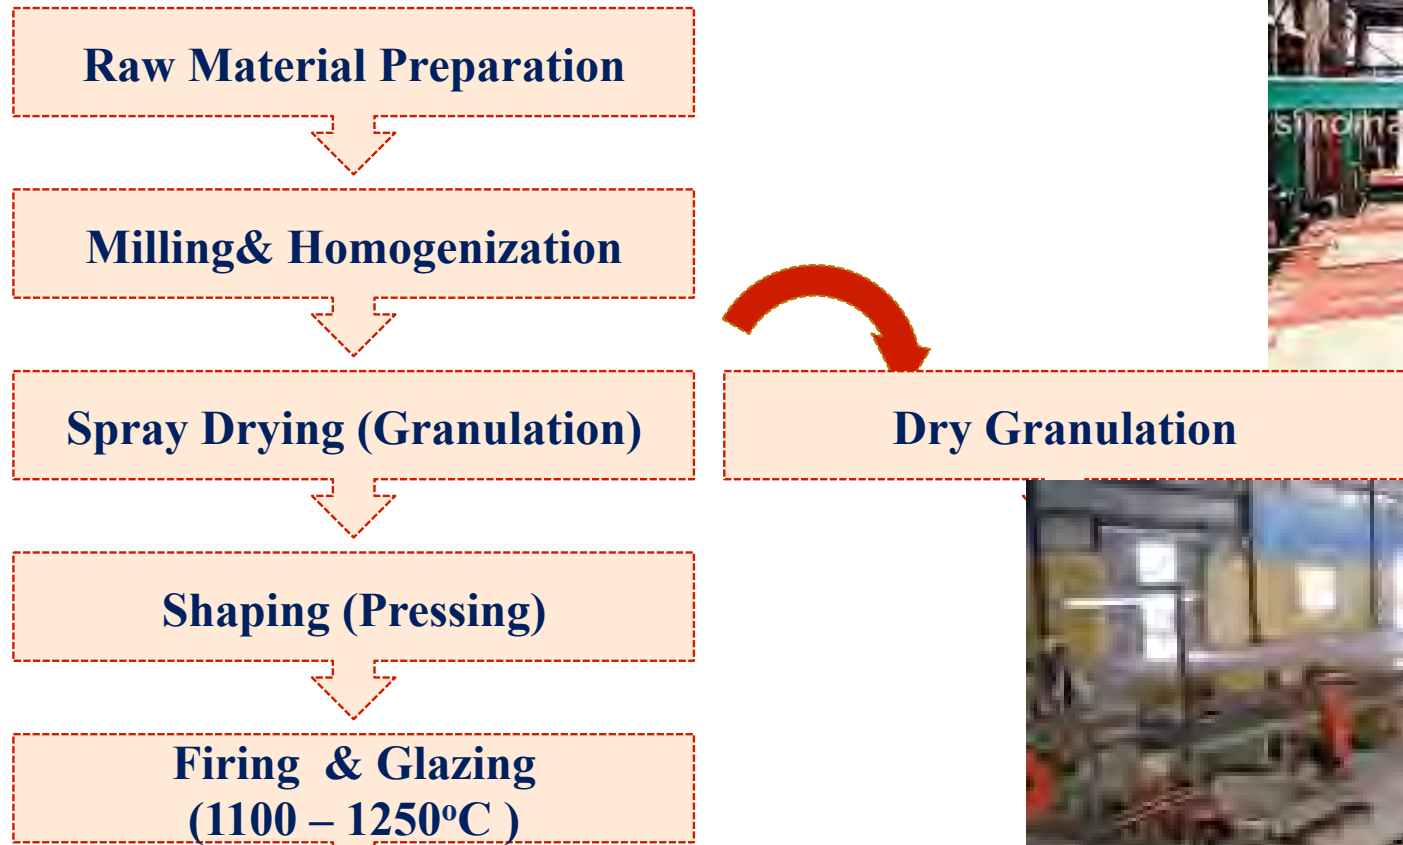 Raw Material Preparation
Milling& Homogenization
Spray Drying (Granulation)
Dry Granulation
Shaping (Pressing)
Firing & Glazing
(1100 – 1250ºC )